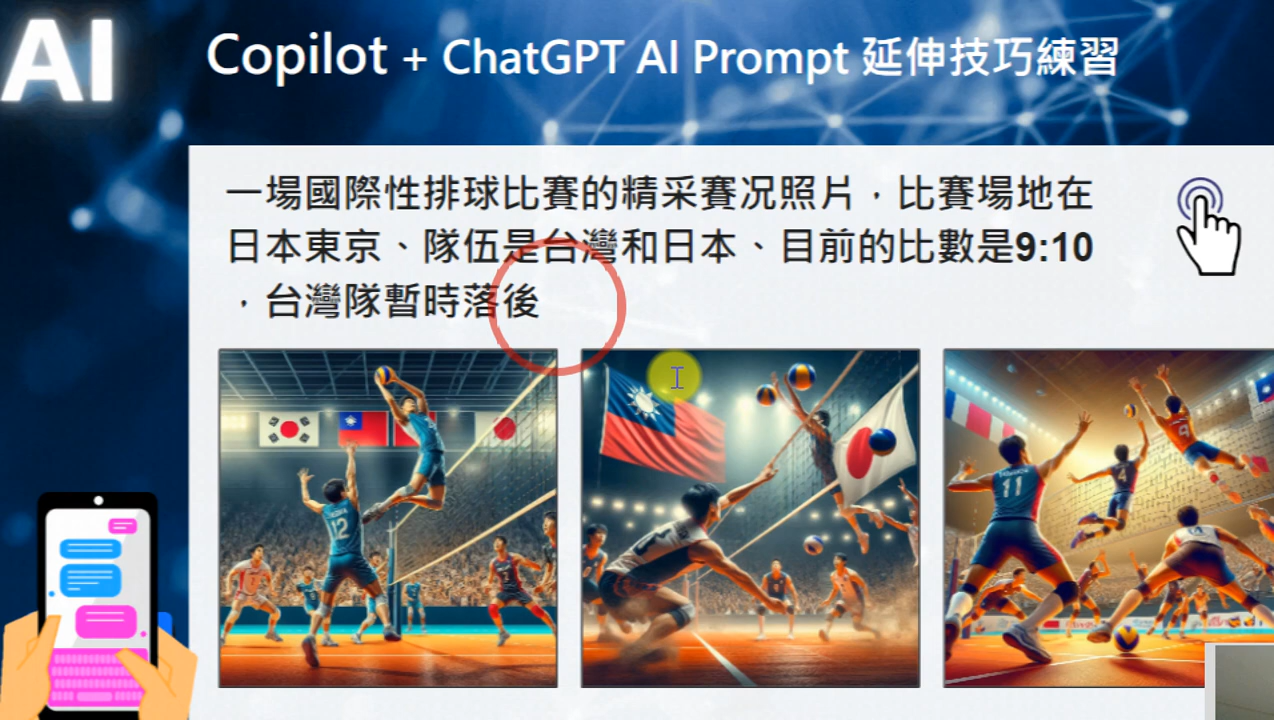 AI
Copilot + ChatGPT AI Prompt 延伸技巧練習
一場國際性排球比賽的精采賽况照片，比賽場地在
日本東京、隊伍是台灣和日本、目前的比數是9:10
，台灣隊暫時落後
12
11
4
9